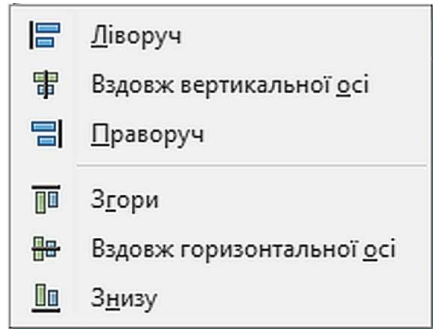 Ліворуч
Вздовж вертикальної осі
Праворуч
Згори
Вздовж горизонтальної осі
Знизу